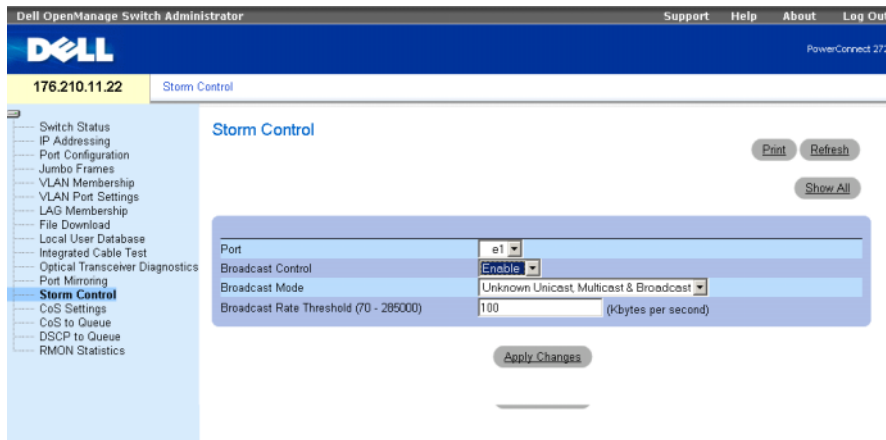 Dell OpenManage Switch Administrator
Support Help About Log Out
DELL
PowerConnect 272
176.210.11.22
Storm Control
Switch Status
IP Addressing
Port Configuration
Jumbo Frames
VLAN Membership
VLAN Port Settings
LAG Membership
File Download
Local User Database
Integrated Cable Test
Optical Transceiver Diagnostics
Port Mirroring
Storm Control
CoS Settings
CoS to Queue
DSCP to Queue
RMON Statistics
Storm Control
Print Refresh
Show All
Port e1
Broadcast Control Enable
Broadcast Mode Unknown Unicast, Multicast & Broadcast
Broadcast Rate Threshold (70 - 285000) 100 (Kbytes per second)
Apply Changes